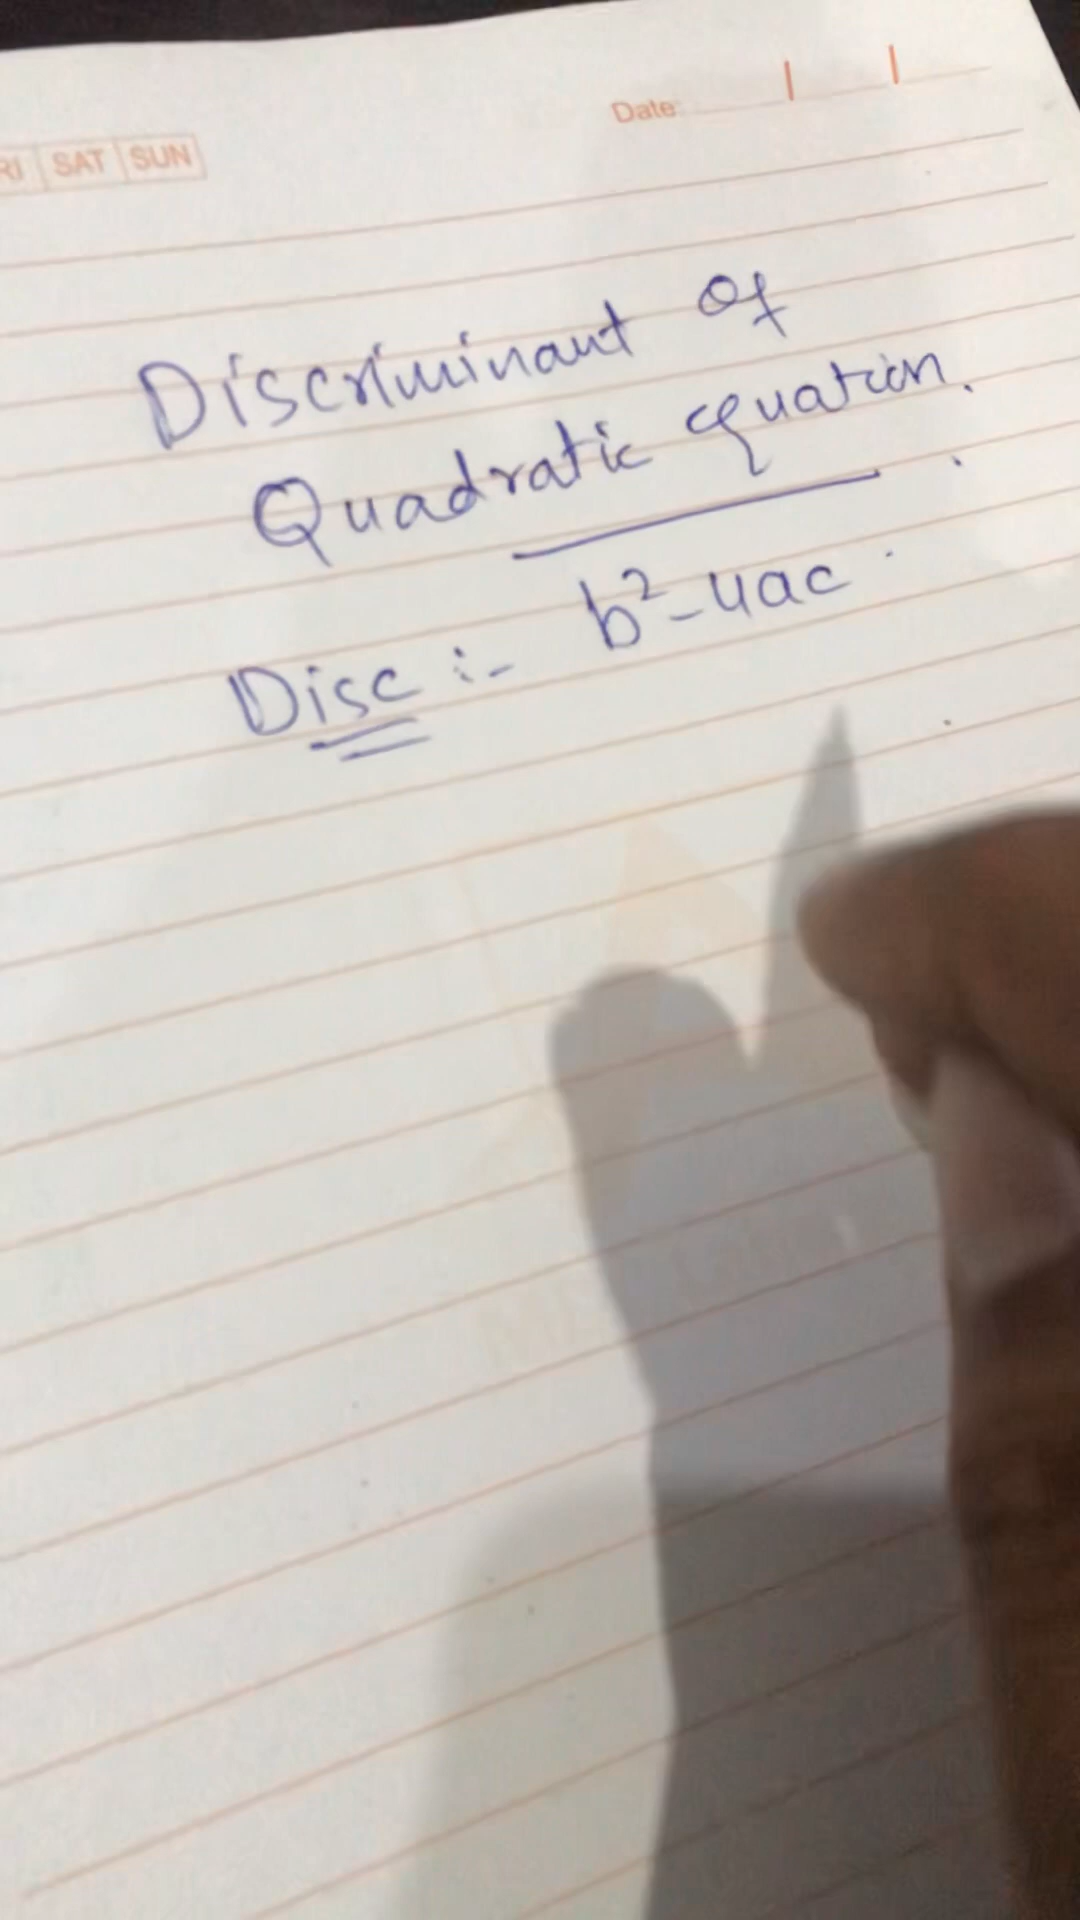 Date
SAT SUN
Discriminant of
Quadratic equation.
Disc :- b²-4ac